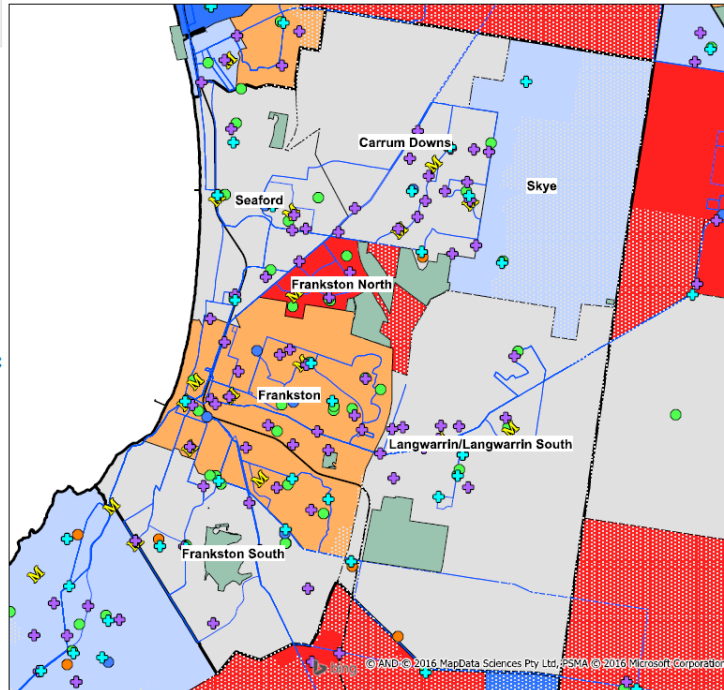 Carrum Downs
Skye
Seaford
Frankston North
Frankston
Langwarrin/Langwarrin South
Frankston South
bing
© AND © 2016 MapData Sciences Pty Ltd, PSMA © 2016 Microsoft Corporation